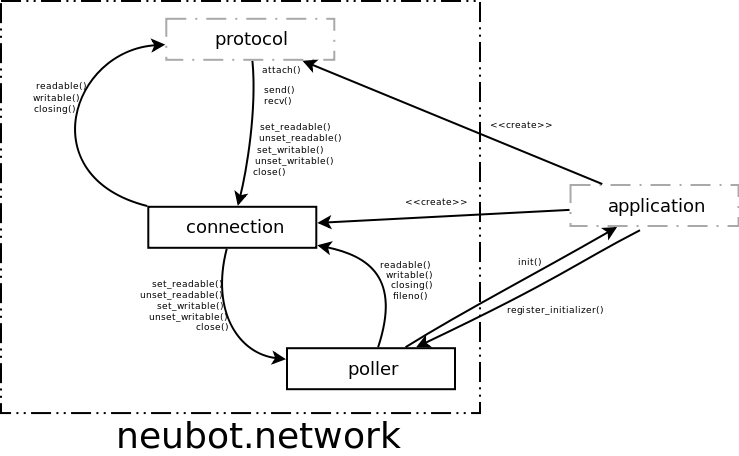 protocol
attach()
readable()
writable()
closing()
send()
recv()
<<create>>
set_readable()
unset_readable()
set_writable()
unset_writable()
close()
<<create>>
application
connection
readable()
writable()
closing()
fileno()
init()
set_readable()
unset_readable()
set_writable()
unset_writable()
close()
register_initializer()
poller
neubot.network